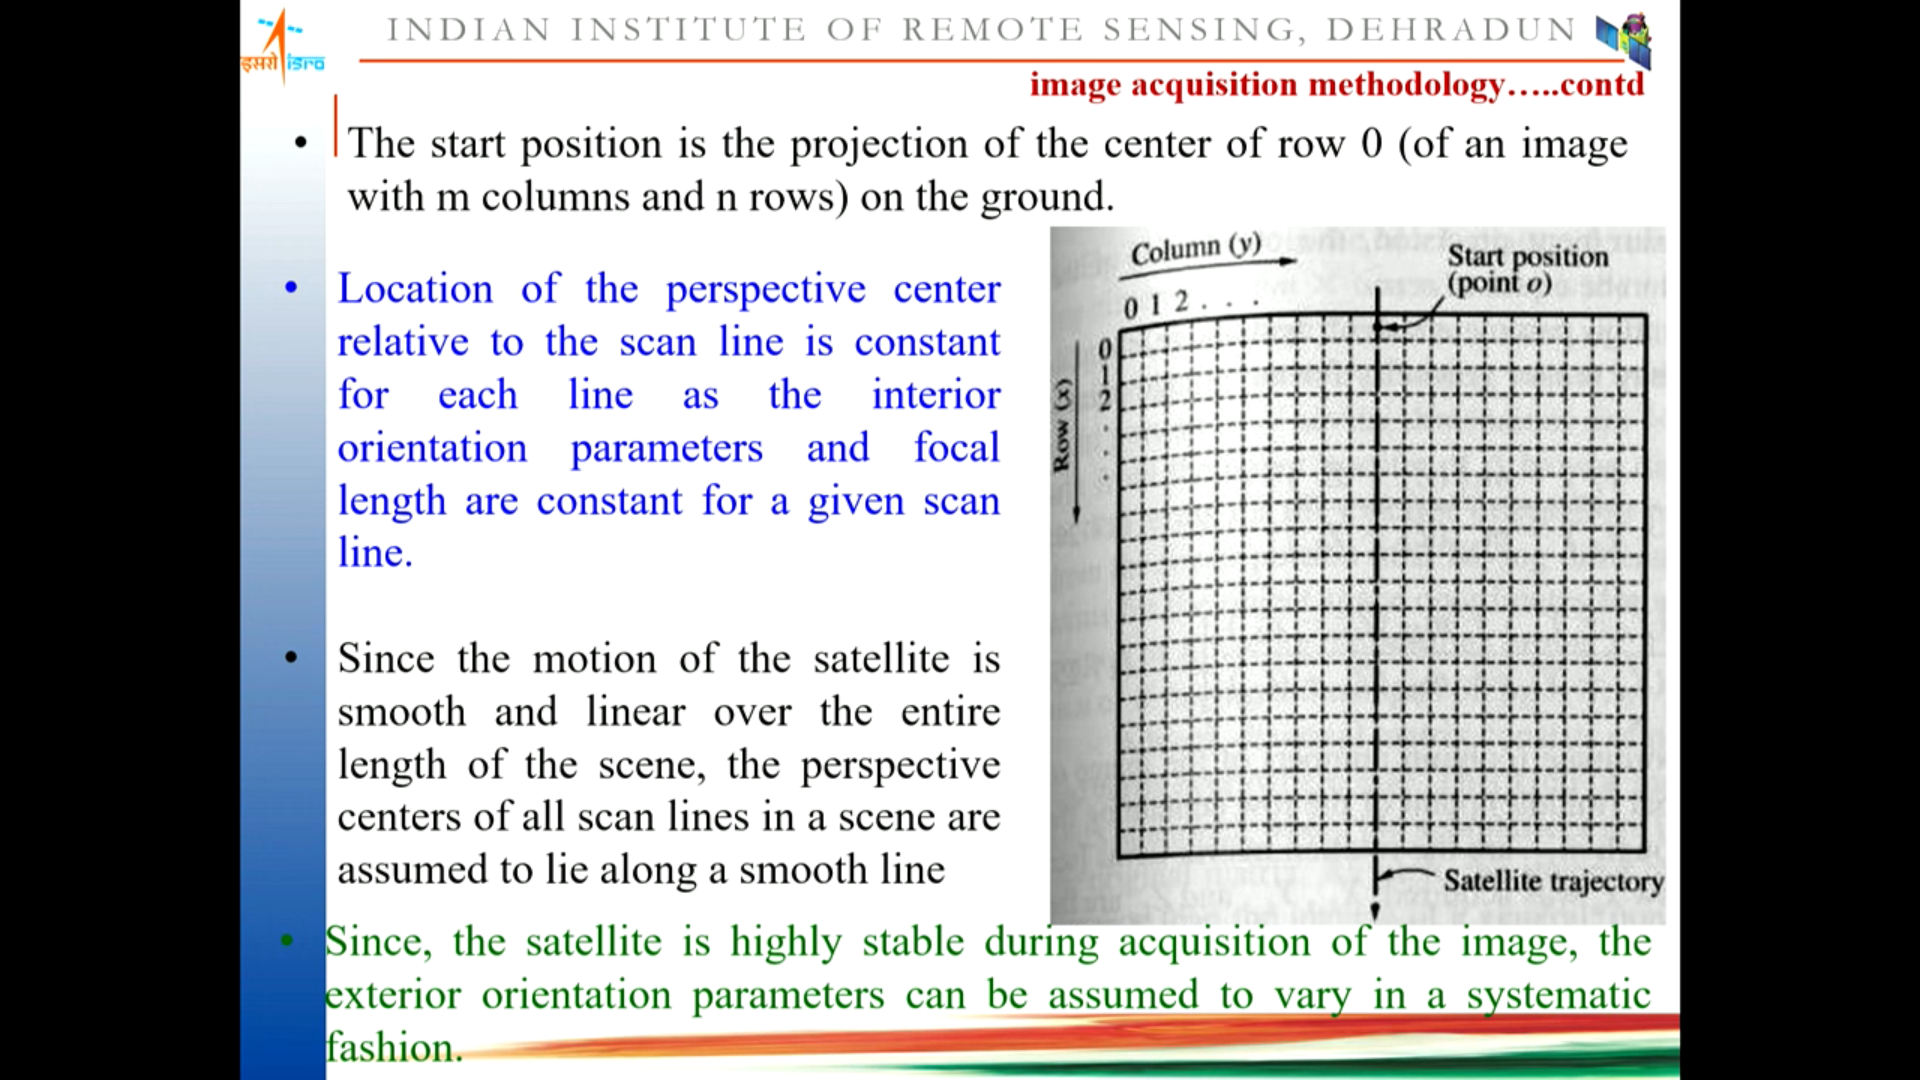 INDIAN INSTITUTE OF REMOTE SENSING, DEHRADUN
इसरो isro
image acquisition methodology…..contd
• The start position is the projection of the center of row 0 (of an image
with m columns and n rows) on the ground.
• Location of the perspective center
relative to the scan line is constant
for each line as the interior
orientation parameters and focal
length are constant for a given scan
line.
• Since the motion of the satellite is
smooth and linear over the entire
length of the scene, the perspective
centers of all scan lines in a scene are
assumed to lie along a smooth line
Column (y)
0 1 2 . . .
Start position
(point o)
0
1
2
.
.
.
Row (x)
Satellite trajectory
• Since, the satellite is highly stable during acquisition of the image, the
exterior orientation parameters can be assumed to vary in a systematic
fashion.